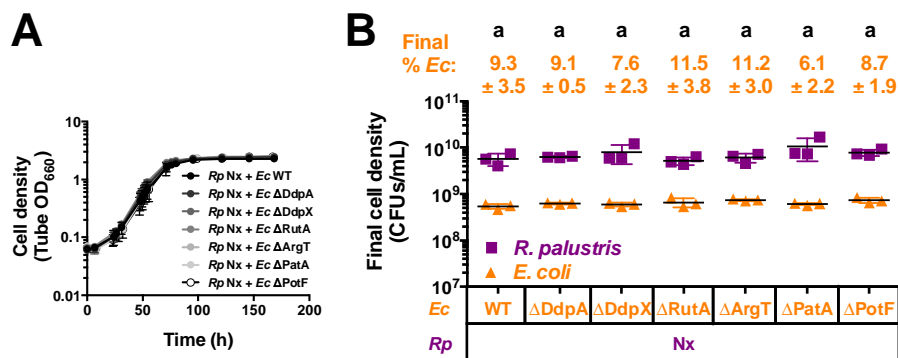 A
Cell density
(Tube OD660)
10
1
0.1
0.01
0
50
100
150
200
Time (h)
Rp Nx + Ec WT
Rp Nx + Ec ΔDdpA
Rp Nx + Ec ΔDdpX
Rp Nx + Ec ΔRutA
Rp Nx + Ec ΔArgT
Rp Nx + Ec ΔPatA
Rp Nx + Ec ΔPotF
B
a a a a a a a
Final
% Ec:
9.3 9.1 7.6 11.5 11.2 6.1 8.7
± 3.5 ± 0.5 ± 2.3 ± 3.8 ± 3.0 ± 2.2 ± 1.9
Final cell density
(CFUs/mL)
10^11
10^10
10^9
10^8
10^7
R. palustris
E. coli
Ec WT ΔDdpA ΔDdpX ΔRutA ΔArgT ΔPatA ΔPotF
Rp Nx